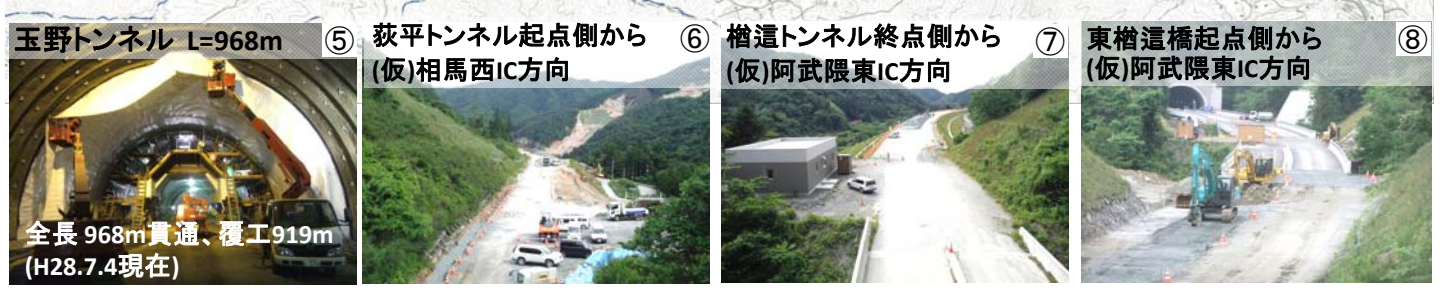 玉野トンネル L=968m ⑤
全長 968m貫通、覆工919m
(H28.7.4現在)
荻平トンネル起点側から ⑥
(仮)相馬西IC方向
楢這トンネル終点側から ⑦
(仮)阿武隈東IC方向
東楢這橋起点側から ⑧
(仮)阿武隈東IC方向